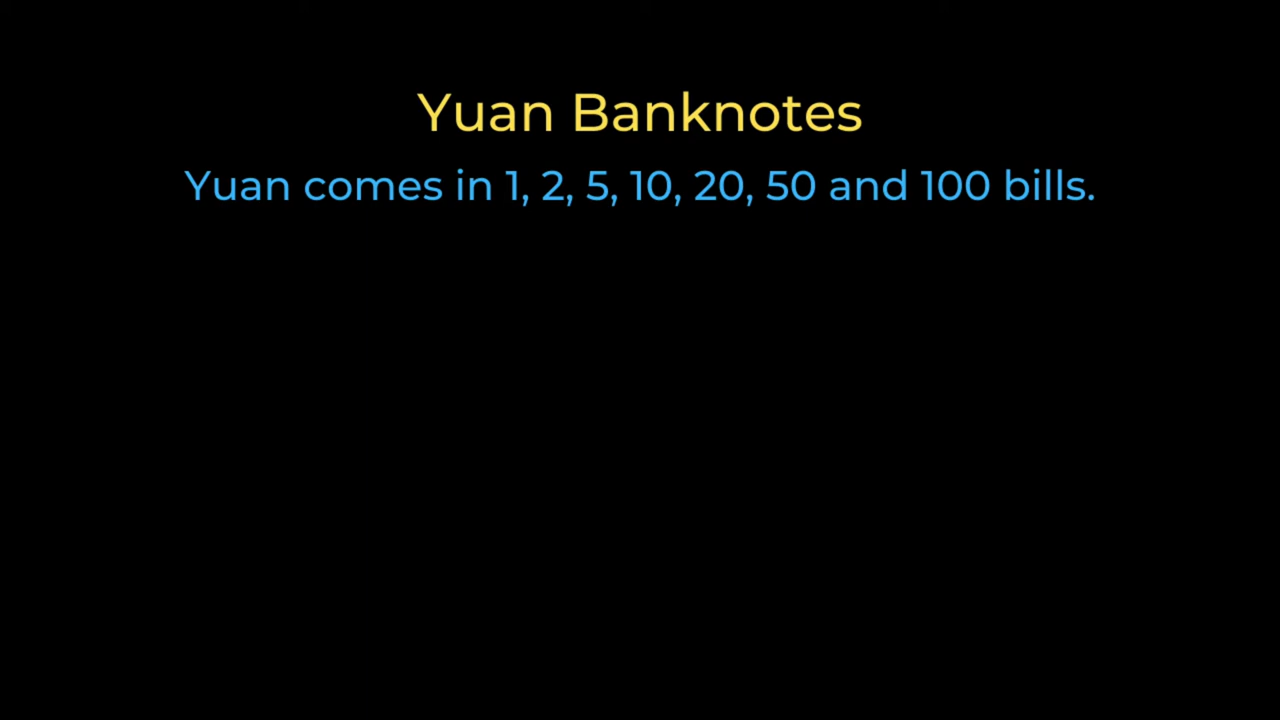 Yuan Banknotes
Yuan comes in 1, 2, 5, 10, 20, 50 and 100 bills.